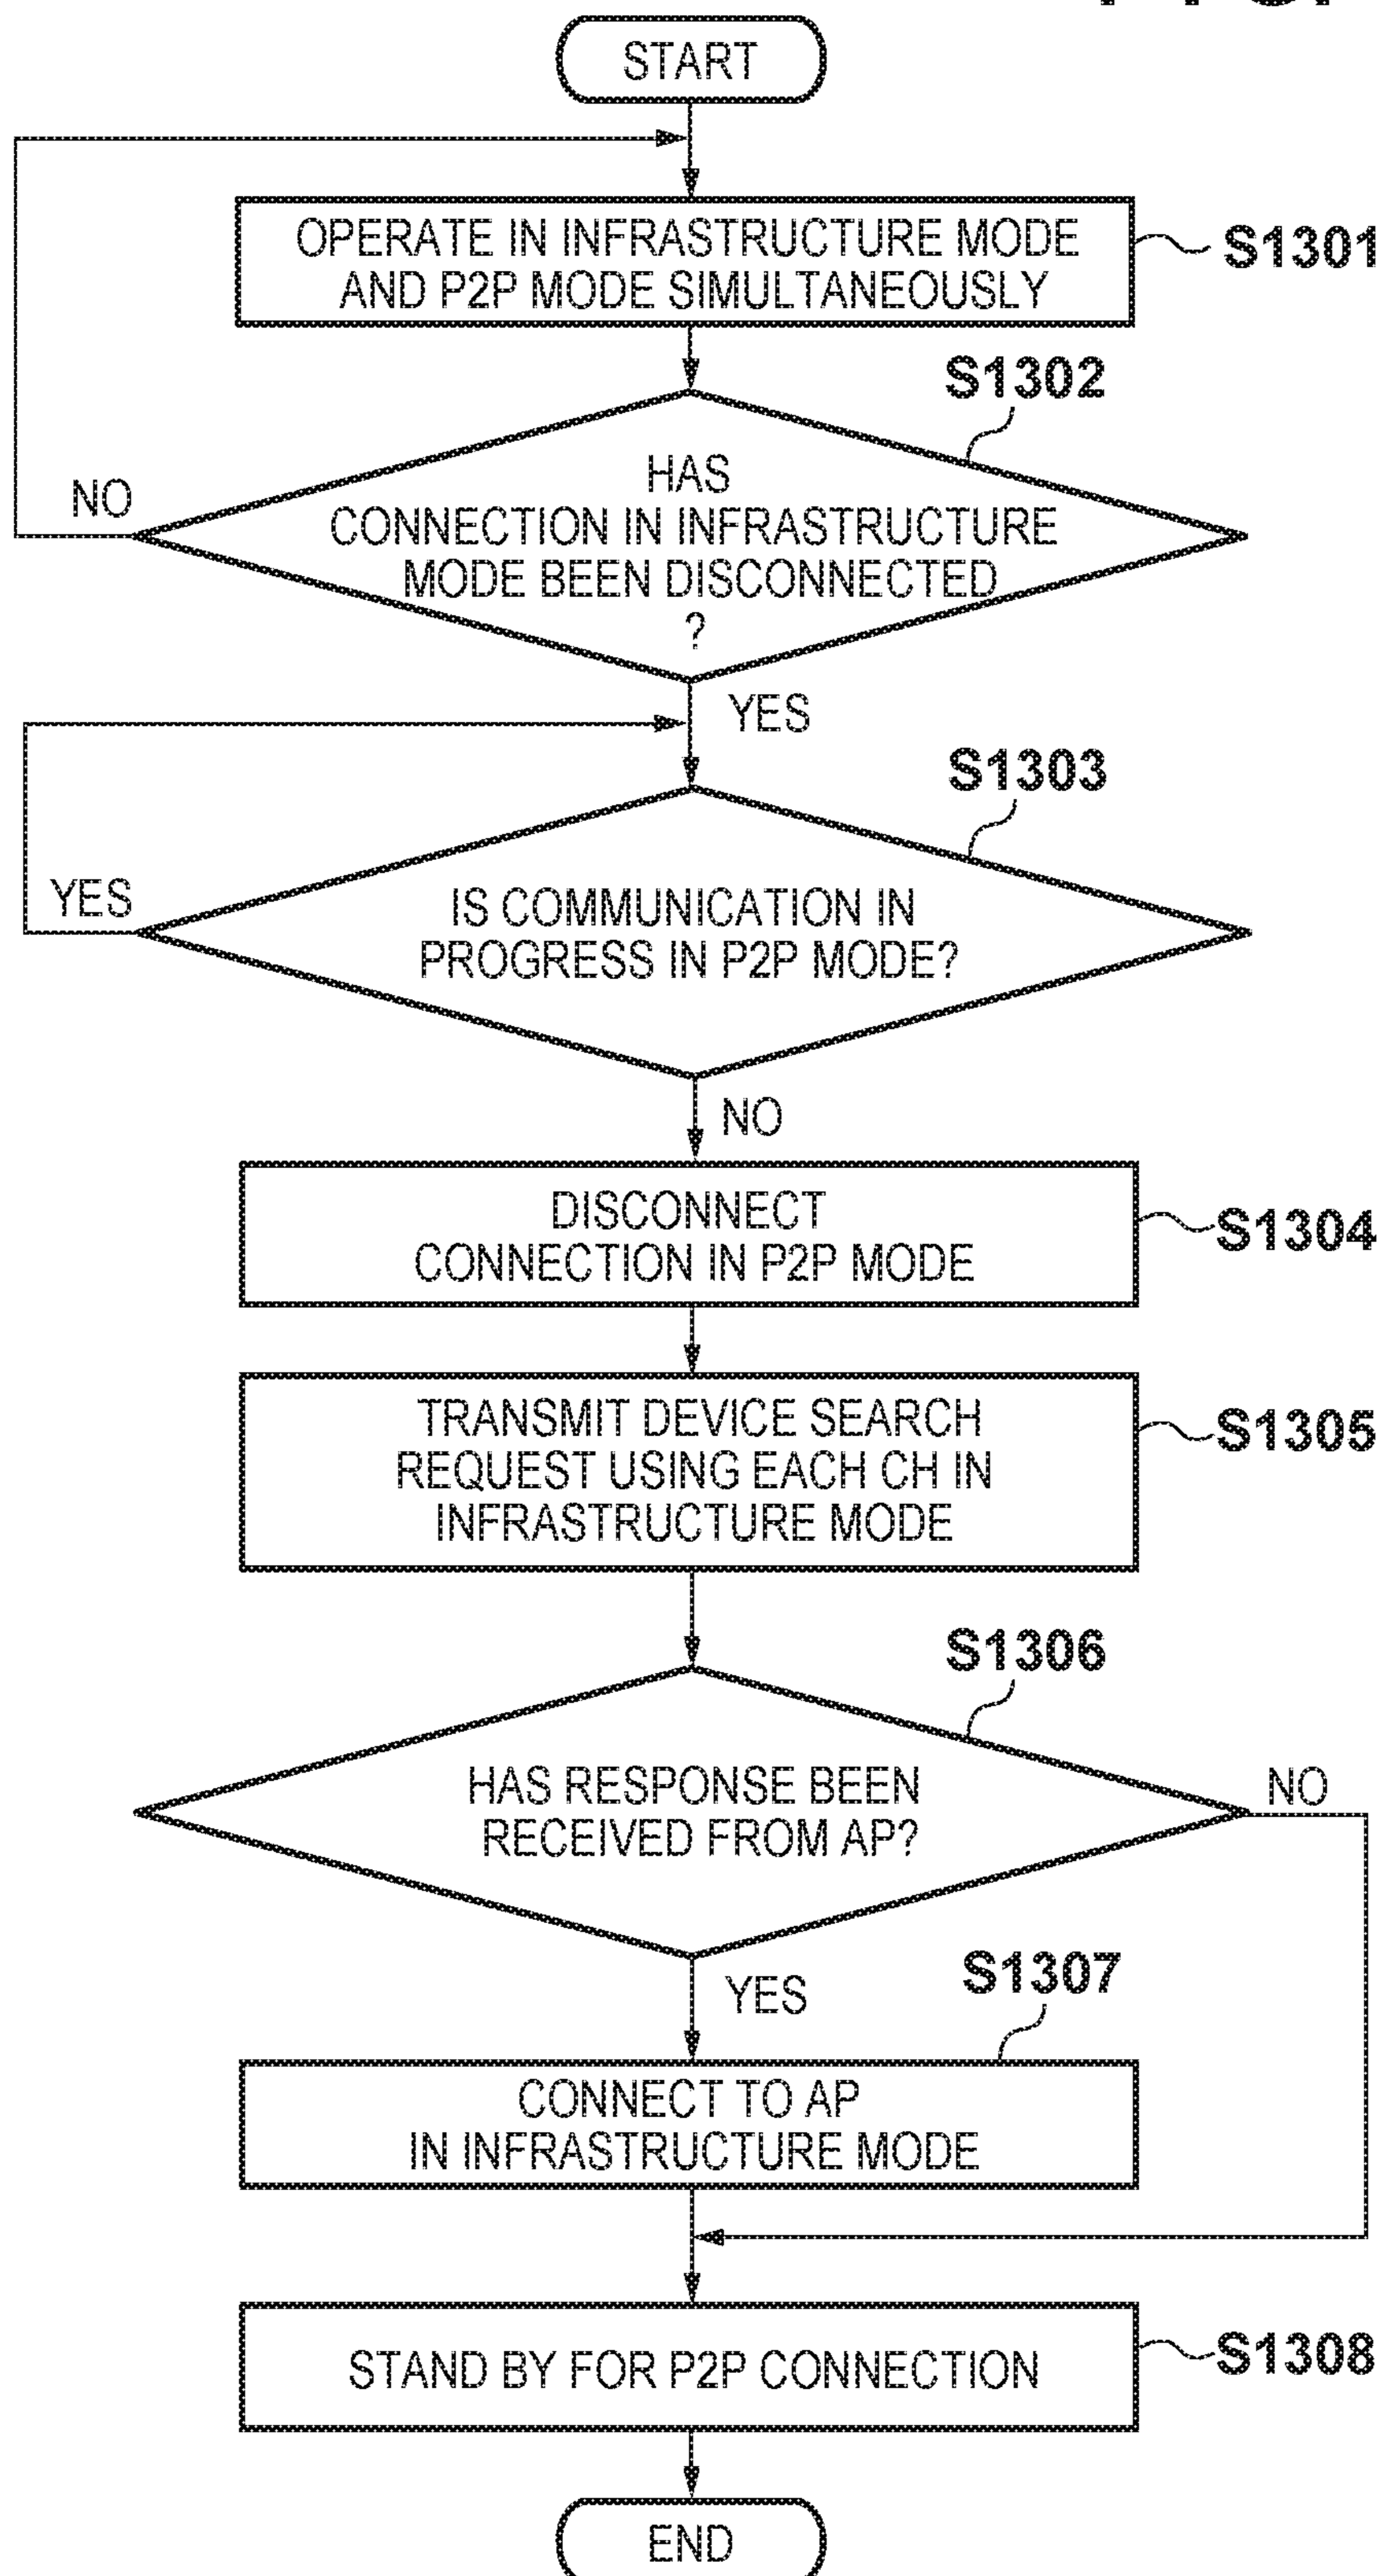 START
OPERATE IN INFRASTRUCTURE MODE
AND P2P MODE SIMULTANEOUSLY
S1301
S1302
HAS
CONNECTION IN INFRASTRUCTURE
MODE BEEN DISCONNECTED
?
NO
YES
S1303
IS COMMUNICATION IN
PROGRESS IN P2P MODE?
YES
NO
DISCONNECT
CONNECTION IN P2P MODE
S1304
TRANSMIT DEVICE SEARCH
REQUEST USING EACH CH IN
INFRASTRUCTURE MODE
S1305
S1306
HAS RESPONSE BEEN
RECEIVED FROM AP?
NO
YES
S1307
CONNECT TO AP
IN INFRASTRUCTURE MODE
STAND BY FOR P2P CONNECTION
S1308
END